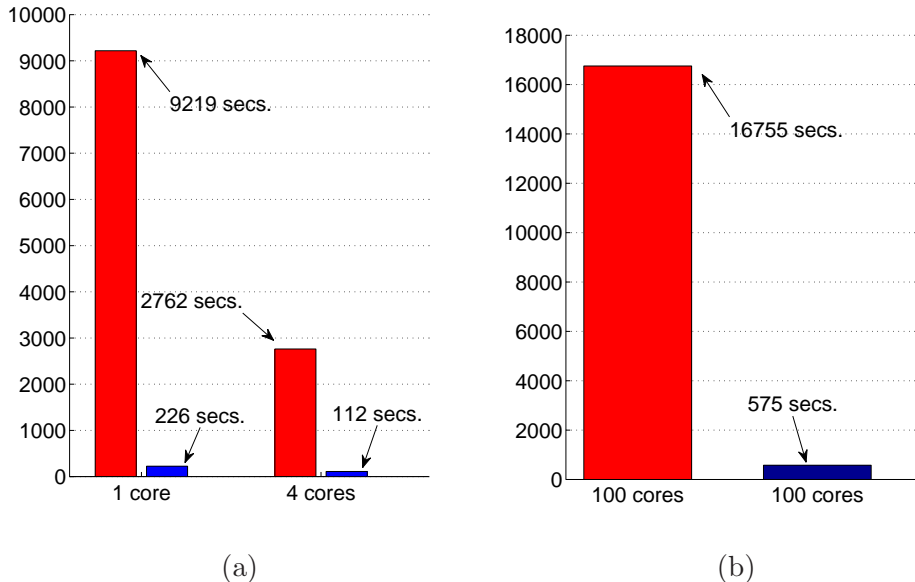 10000
9000
8000
7000
6000
5000
4000
3000
2000
1000
0
9219 secs.
2762 secs.
226 secs.
112 secs.
1 core
4 cores
(a)
18000
16000
14000
12000
10000
8000
6000
4000
2000
0
16755 secs.
575 secs.
100 cores
100 cores
(b)